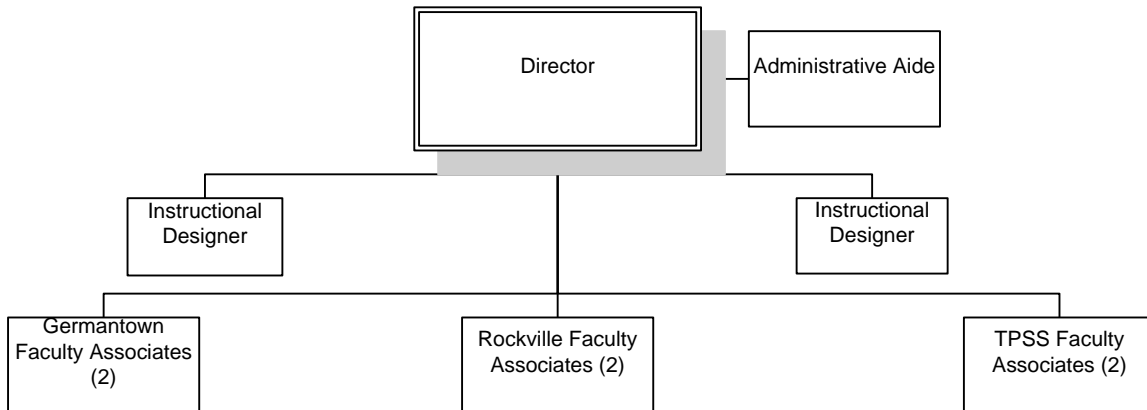 Director
Administrative Aide
Instructional
Designer
Instructional
Designer
Germantown
Faculty Associates
(2)
Rockville Faculty
Associates (2)
TPSS Faculty
Associates (2)